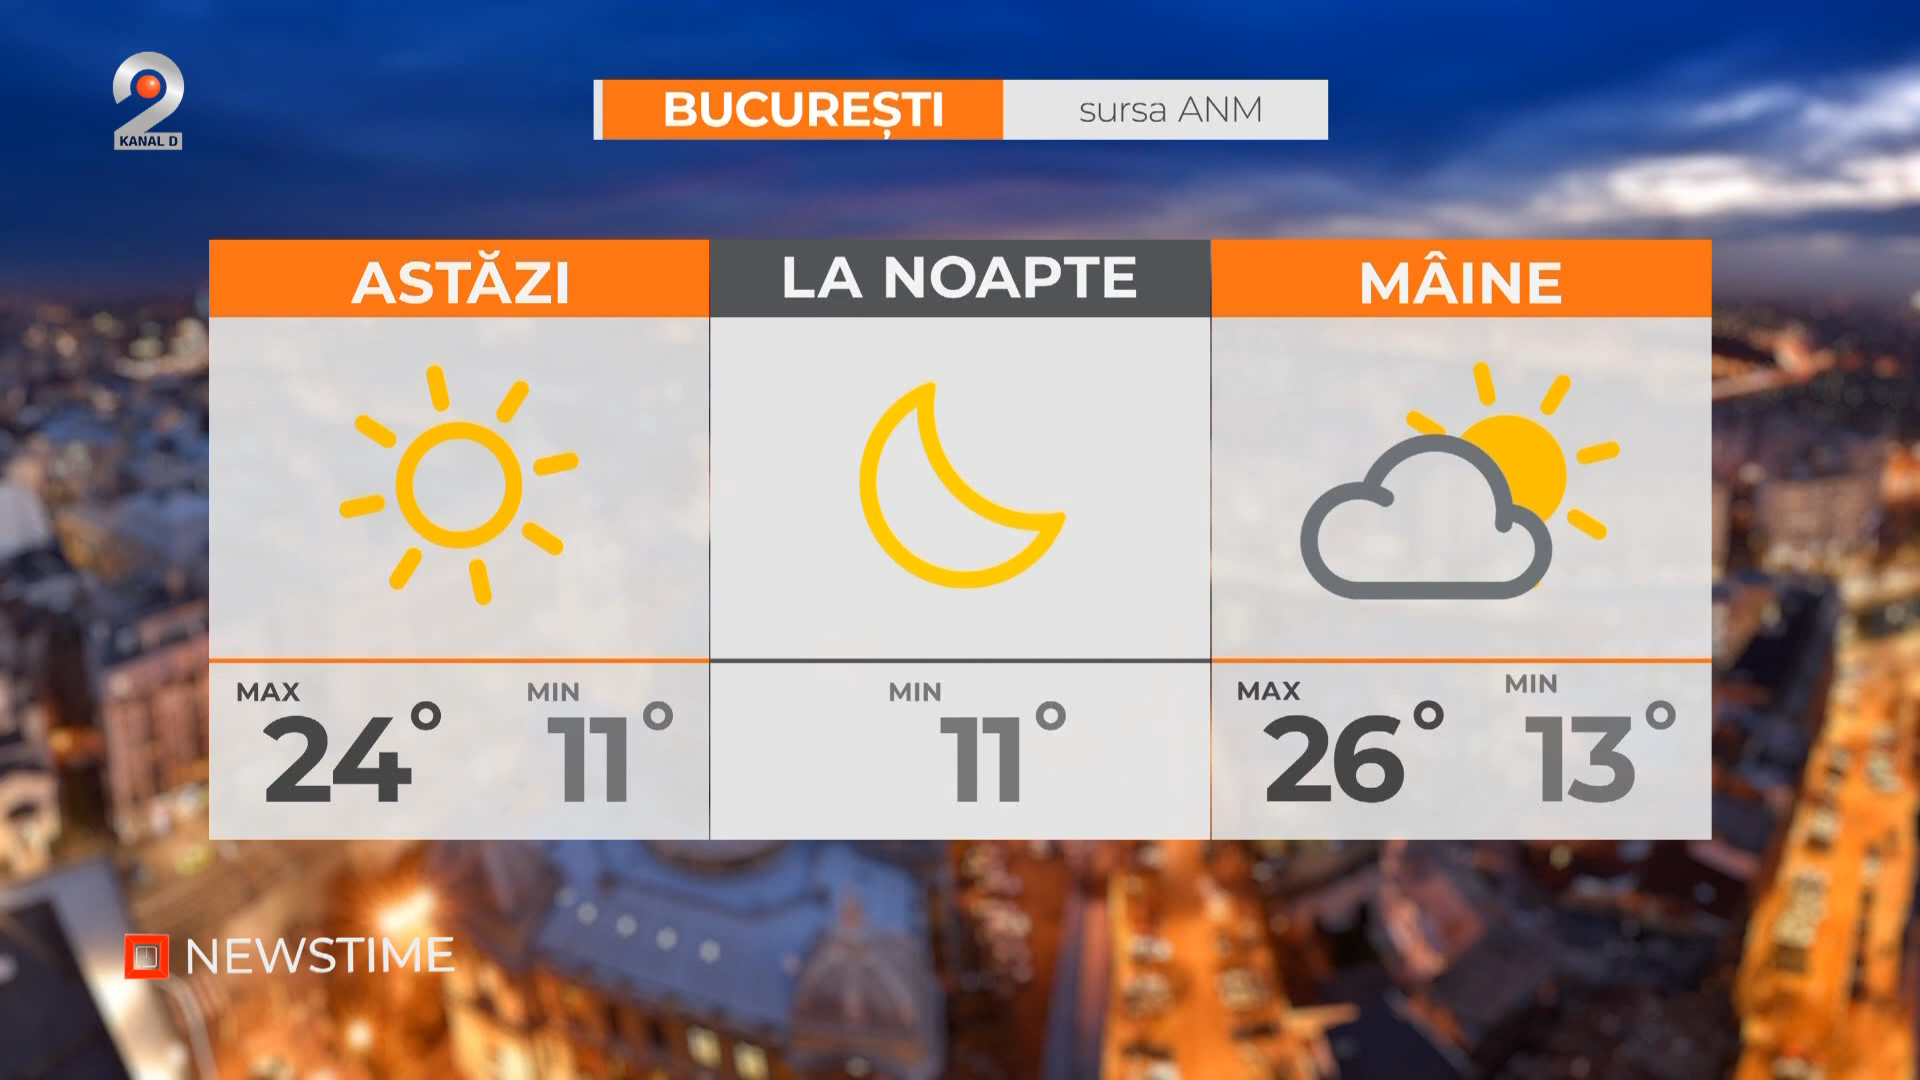 KANAL D
BUCUREȘTI
sursa ANM
ASTĂZI
LA NOAPTE
MÂINE
MAX
24°
MIN
11°
MIN
11°
MAX
26°
MIN
13°
NEWSTIME